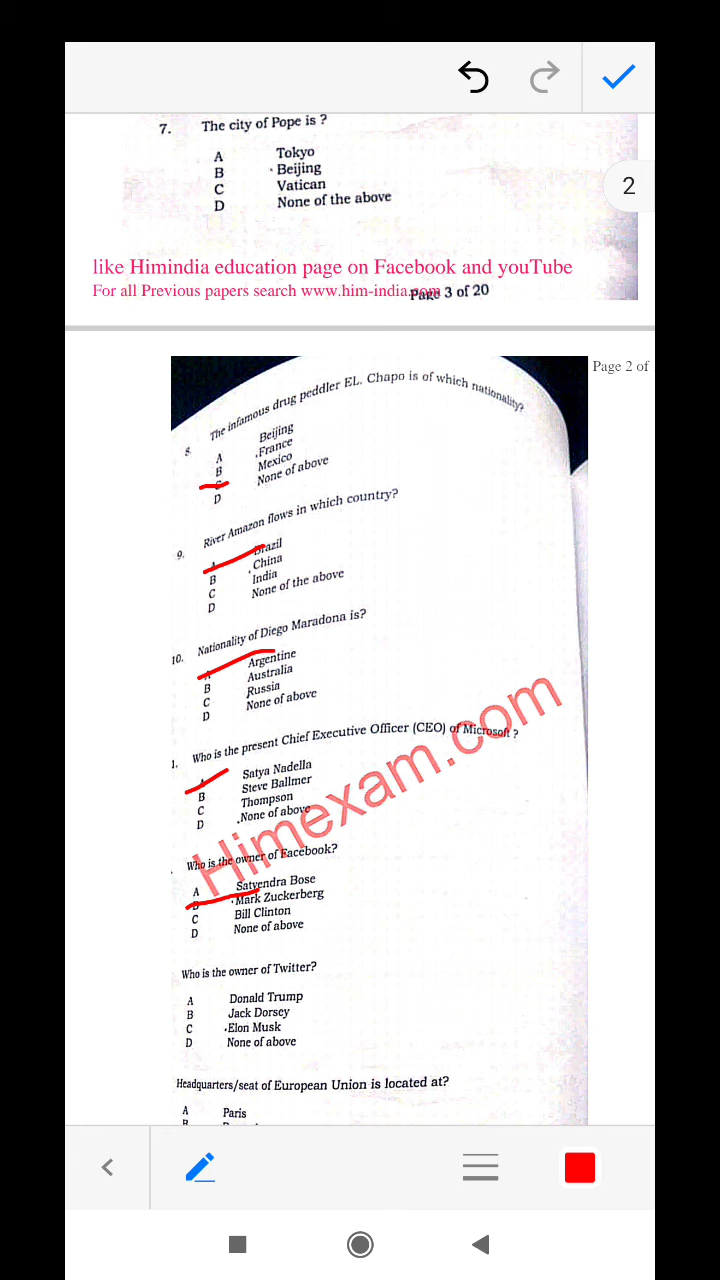 2
7. The city of Pope is ?
A Tokyo
B Beijing
C Vatican
D None of the above
like Himindia education page on Facebook and youTube
For all Previous papers search www.him-india.com
Page 3 of 20
Page 2 of
8. The infamous drug peddler EL. Chapo is of which nationality?
A Beijing
B France
C Mexico
D None of above
9. River Amazon flows in which country?
A Brazil
B China
C India
D None of the above
10. Nationality of Diego Maradona is?
A Argentine
B Australia
C Russia
D None of above
1. Who is the present Chief Executive Officer (CEO) of Microsoft ?
A Satya Nadella
B Steve Ballmer
C Thompson
D None of above
Himexam.com
Who is the owner of Facebook?
A Satyendra Bose
B Mark Zuckerberg
C Bill Clinton
D None of above
Who is the owner of Twitter?
A Donald Trump
B Jack Dorsey
C Elon Musk
D None of above
Headquarters/seat of European Union is located at?
A Paris
B